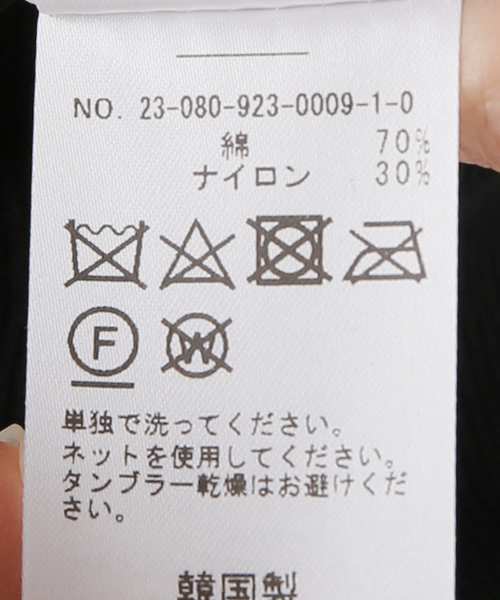 NO. 23-080-923-0009-1-0
綿 70%
ナイロン 30%
F
W
単独で洗ってください。
ネットを使用してください。
タンブラー乾燥はお避けくだ
さい。
韓国製